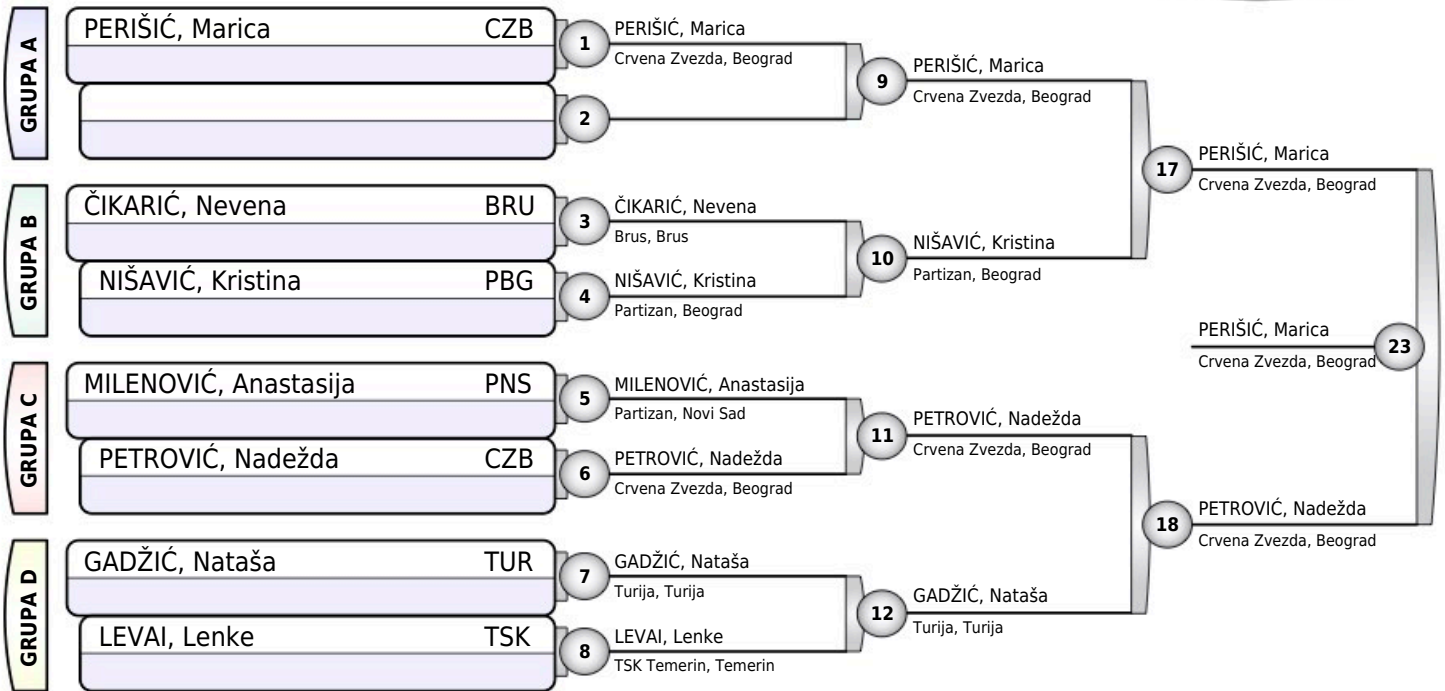 GRUPA A
PERIŠIĆ, Marica CZB
1
PERIŠIĆ, Marica
Crvena Zvezda, Beograd
2
9
PERIŠIĆ, Marica
Crvena Zvezda, Beograd
17
PERIŠIĆ, Marica
Crvena Zvezda, Beograd
GRUPA B
ČIKARIĆ, Nevena BRU
3
ČIKARIĆ, Nevena
Brus, Brus
NIŠAVIĆ, Kristina PBG
4
NIŠAVIĆ, Kristina
Partizan, Beograd
10
NIŠAVIĆ, Kristina
Partizan, Beograd
PERIŠIĆ, Marica
Crvena Zvezda, Beograd
23
GRUPA C
MILENOVIĆ, Anastasija PNS
5
MILENOVIĆ, Anastasija
Partizan, Novi Sad
PETROVIĆ, Nadežda CZB
6
PETROVIĆ, Nadežda
Crvena Zvezda, Beograd
11
PETROVIĆ, Nadežda
Crvena Zvezda, Beograd
18
PETROVIĆ, Nadežda
Crvena Zvezda, Beograd
GRUPA D
GADŽIĆ, Nataša TUR
7
GADŽIĆ, Nataša
Turija, Turija
LEVAI, Lenke TSK
8
LEVAI, Lenke
TSK Temerin, Temerin
12
GADŽIĆ, Nataša
Turija, Turija